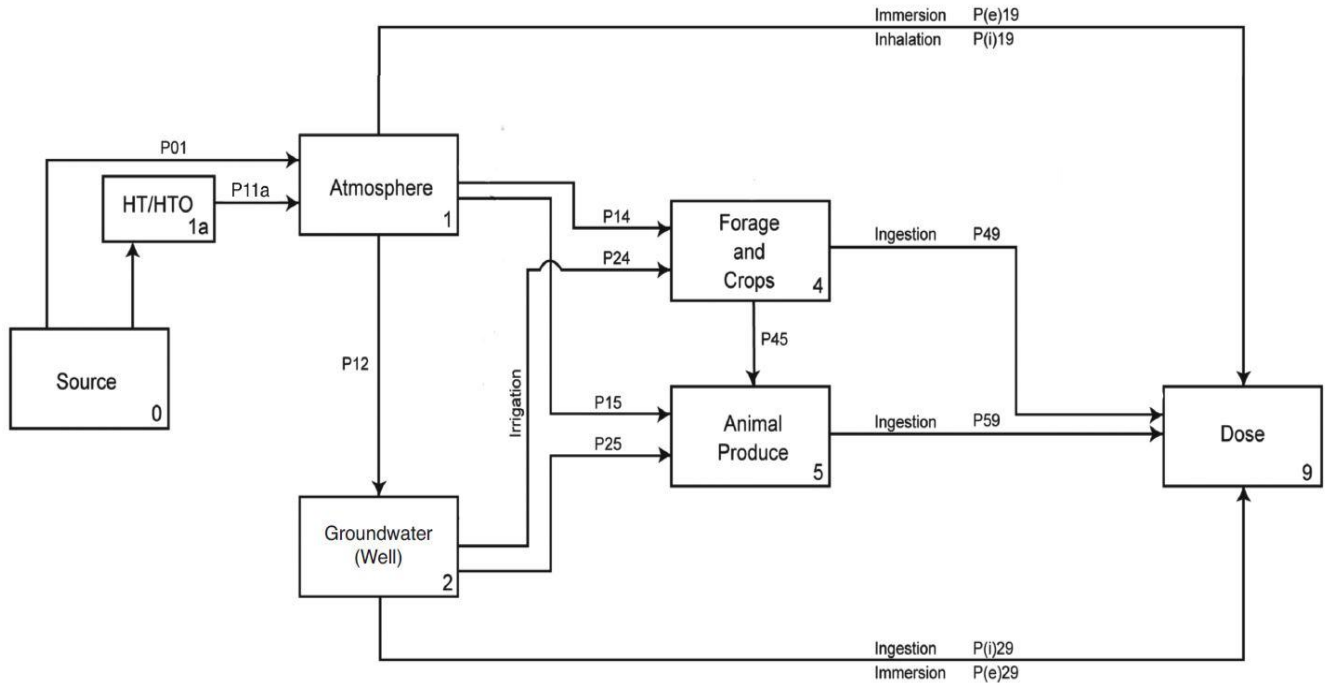 Immersion P(e)19
Inhalation P(i)19
P01
HT/HTO
1a
P11a
Atmosphere
1
P14
Forage
and
Crops
4
Ingestion P49
P24
P45
Source
0
P12
Irrigation
P15
P25
Animal
Produce
5
Ingestion P59
Dose
9
Groundwater
(Well)
2
Ingestion P(i)29
Immersion P(e)29